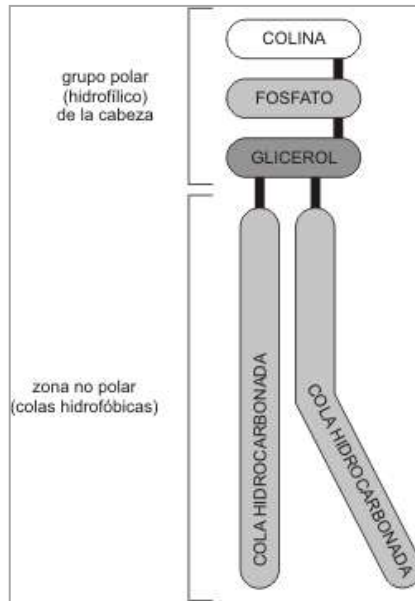 COLINA
grupo polar
(hidrofílico)
de la cabeza
FOSFATO
GLICEROL
zona no polar
(colas hidrofóbicas)
COLA HIDROCARBONADA
COLA HIDROCARBONADA